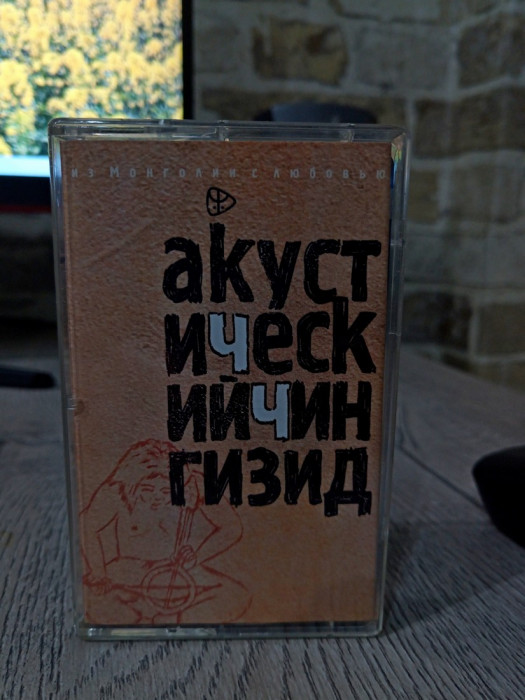 из Монголии с любовью
акуст
ическ
ийчин
гизид